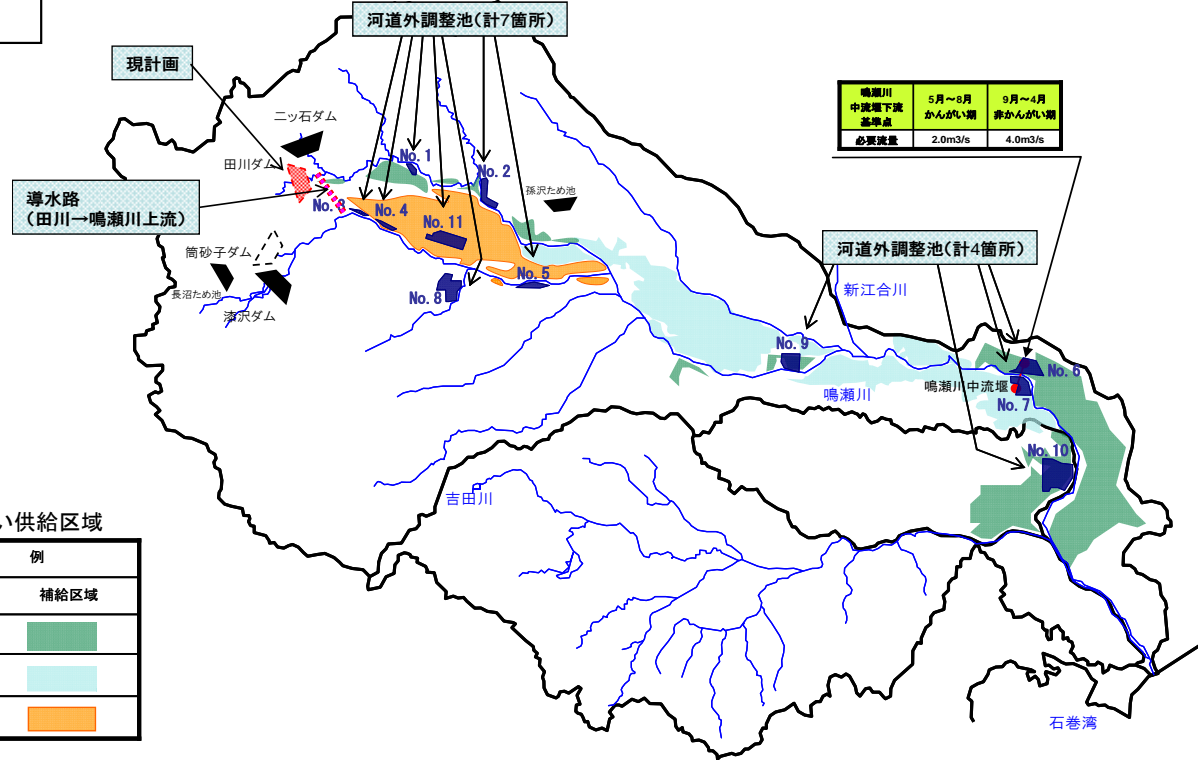 河道外調整池(計7箇所)
現計画
二ッ石ダム
田川ダム
導水路
(田川→鳴瀬川上流)
No.1
No.2
孫沢ため池
No.3
No.4
No.11
筒砂子ダム
長沼ため池
漆沢ダム
No.8
No.5
鳴瀬川
中流堰下流
基準点
5月～8月
かんがい期
9月～4月
非かんがい期
必要流量
2.0m3/s
4.0m3/s
河道外調整池(計4箇所)
新江合川
No.9
鳴瀬川
鳴瀬川中流堰
No.6
No.7
No.10
吉田川
い供給区域
例
補給区域
石巻湾